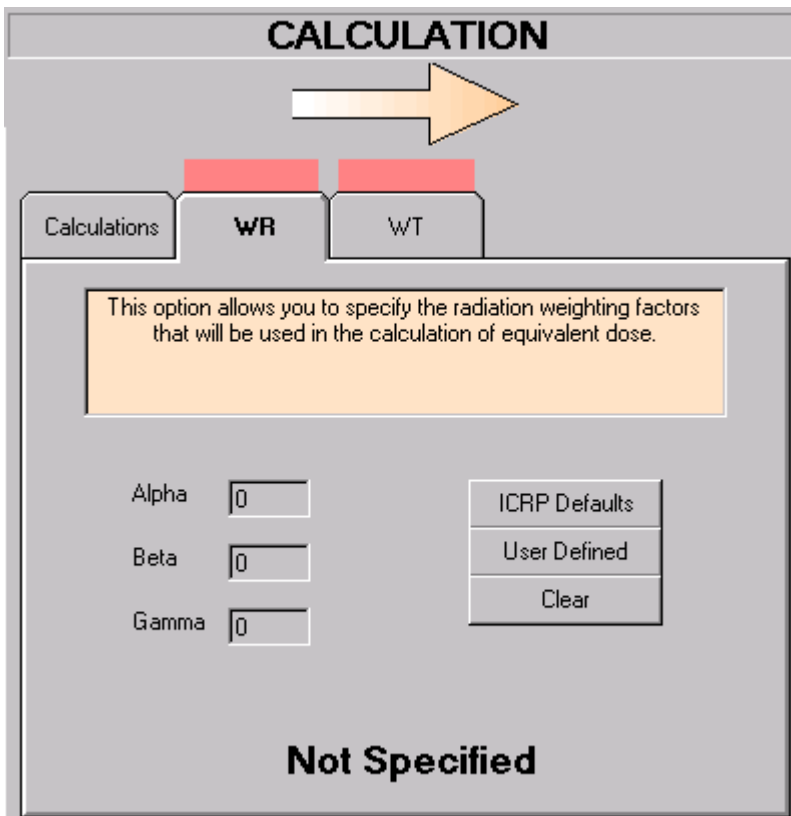 CALCULATION
Calculations WR WT
This option allows you to specify the radiation weighting factors
that will be used in the calculation of equivalent dose.
Alpha 0 ICRP Defaults
Beta 0 User Defined
Gamma 0 Clear
Not Specified